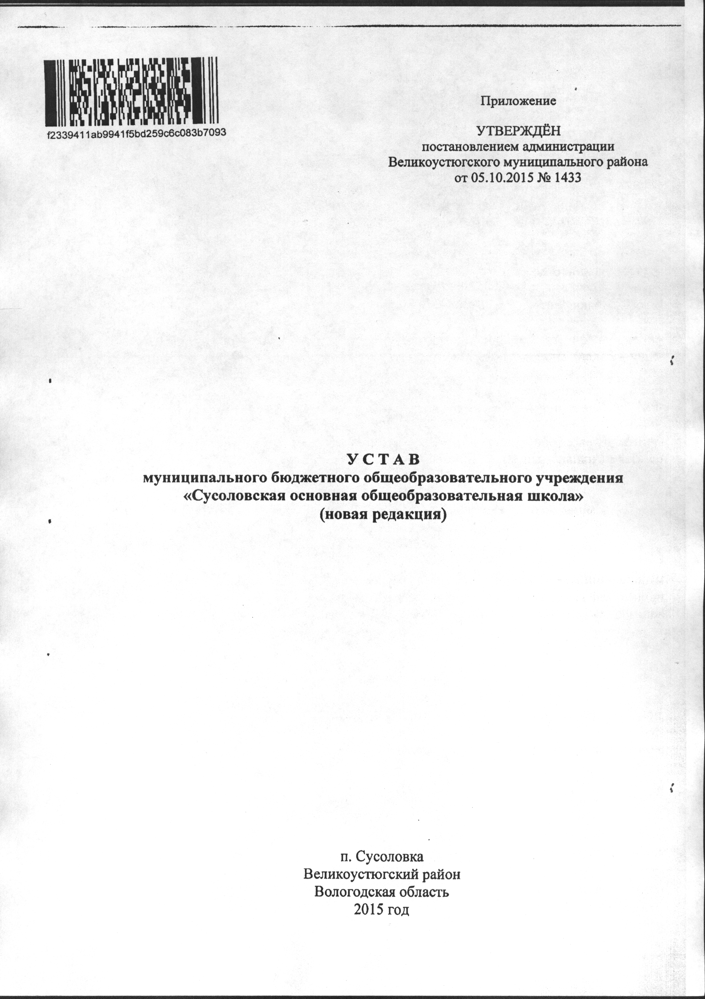 f2339411ab9941f5bd259c6c083b7093
Приложение
УТВЕРЖДЁН
постановлением администрации
Великоустюгского муниципального района
от 05.10.2015 № 1433
У С Т А В
муниципального бюджетного общеобразовательного учреждения
«Сусоловская основная общеобразовательная школа»
(новая редакция)
п. Сусоловка
Великоустюгский район
Вологодская область
2015 год